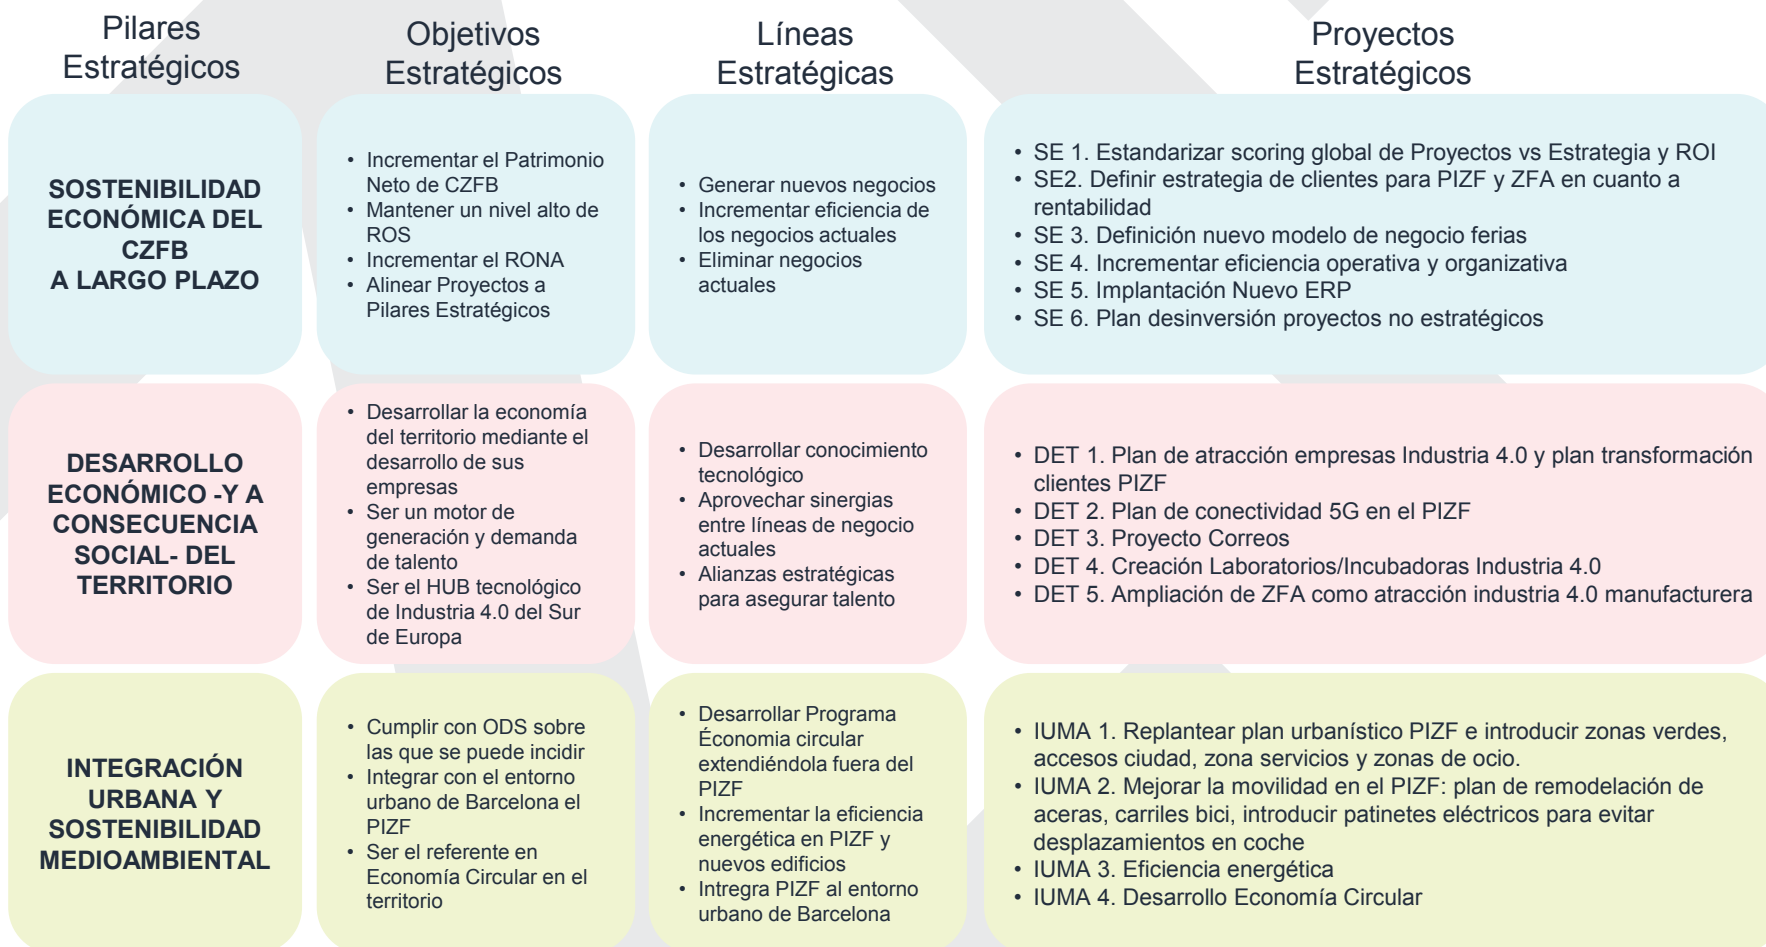 Pilares
Estratégicos
Objetivos
Estratégicos
Líneas
Estratégicas
Proyectos
Estratégicos
SOSTENIBILIDAD
ECONÓMICA DEL
CZFB
A LARGO PLAZO
• Incrementar el Patrimonio
Neto de CZFB
• Mantener un nivel alto de
ROS
• Incrementar el RONA
• Alinear Proyectos a
Pilares Estratégicos
• Generar nuevos negocios
• Incrementar eficiencia de
los negocios actuales
• Eliminar negocios
actuales
• SE 1. Estandarizar scoring global de Proyectos vs Estrategia y ROI
• SE2. Definir estrategia de clientes para PIZF y ZFA en cuanto a
rentabilidad
• SE 3. Definición nuevo modelo de negocio ferias
• SE 4. Incrementar eficiencia operativa y organizativa
• SE 5. Implantación Nuevo ERP
• SE 6. Plan desinversión proyectos no estratégicos
DESARROLLO
ECONÓMICO -Y A
CONSECUENCIA
SOCIAL- DEL
TERRITORIO
• Desarrollar la economía
del territorio mediante el
desarrollo de sus
empresas
• Ser un motor de
generación y demanda
de talento
• Ser el HUB tecnológico
de Industria 4.0 del Sur
de Europa
• Desarrollar conocimiento
tecnológico
• Aprovechar sinergias
entre líneas de negocio
actuales
• Alianzas estratégicas
para asegurar talento
• DET 1. Plan de atracción empresas Industria 4.0 y plan transformación
clientes PIZF
• DET 2. Plan de conectividad 5G en el PIZF
• DET 3. Proyecto Correos
• DET 4. Creación Laboratorios/Incubadoras Industria 4.0
• DET 5. Ampliación de ZFA como atracción industria 4.0 manufacturera
INTEGRACIÓN
URBANA Y
SOSTENIBILIDAD
MEDIOAMBIENTAL
• Cumplir con ODS sobre
las que se puede incidir
• Integrar con el entorno
urbano de Barcelona el
PIZF
• Ser el referente en
Economía Circular en el
territorio
• Desarrollar Programa
Économia circular
extendiéndola fuera del
PIZF
• Incrementar la eficiencia
energética en PIZF y
nuevos edificios
• Intregra PIZF al entorno
urbano de Barcelona
• IUMA 1. Replantear plan urbanístico PIZF e introducir zonas verdes,
accesos ciudad, zona servicios y zonas de ocio.
• IUMA 2. Mejorar la movilidad en el PIZF: plan de remodelación de
aceras, carriles bici, introducir patinetes eléctricos para evitar
desplazamientos en coche
• IUMA 3. Eficiencia energética
• IUMA 4. Desarrollo Economía Circular